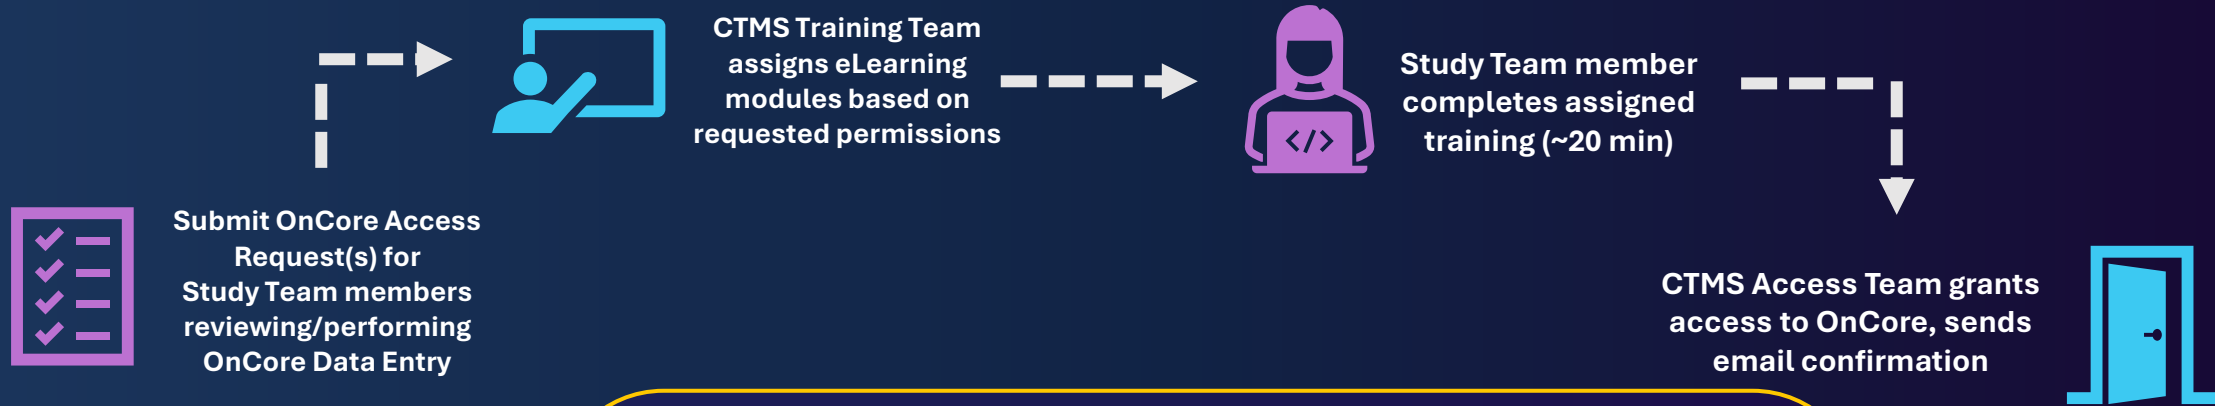 Submit OnCore Access
Request(s) for
Study Team members
reviewing/performing
OnCore Data Entry
CTMS Training Team
assigns eLearning
modules based on
requested permissions
</>
Study Team member
completes assigned
training (~20 min)
CTMS Access Team grants
access to OnCore, sends
email confirmation